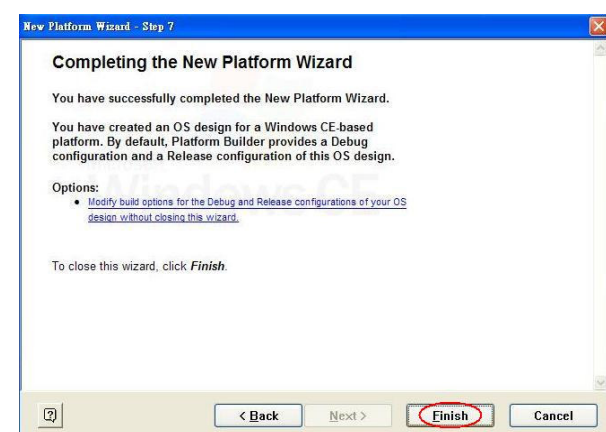 New Platform Wizard - Step 7
Completing the New Platform Wizard
You have successfully completed the New Platform Wizard.
You have created an OS design for a Windows CE-based
platform. By default, Platform Builder provides a Debug
configuration and a Release configuration of this OS design.
Windows CE
Options:
• Modify build options for the Debug and Release configurations of your OS
design without closing this wizard.
To close this wizard, click Finish.
? < Back Next > Finish Cancel